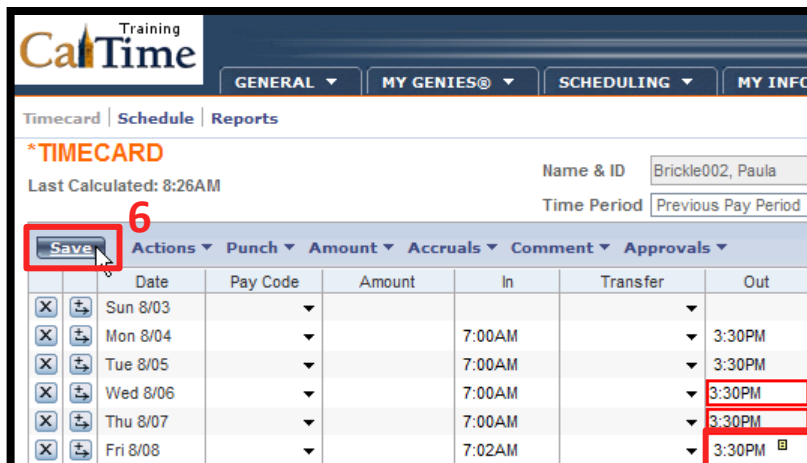 Training
CalTime
GENERAL MY GENIES® SCHEDULING MY INFO
Timecard | Schedule | Reports
*TIMECARD
Name & ID Brickle002, Paula
Last Calculated: 8:26AM
Time Period Previous Pay Period
6
Save Actions Punch Amount Accruals Comment Approvals
Date Pay Code Amount In Transfer Out
Sun 8/03
Mon 8/04 7:00AM 3:30PM
Tue 8/05 7:00AM 3:30PM
Wed 8/06 7:00AM 3:30PM
Thu 8/07 7:00AM 3:30PM
Fri 8/08 7:02AM 3:30PM